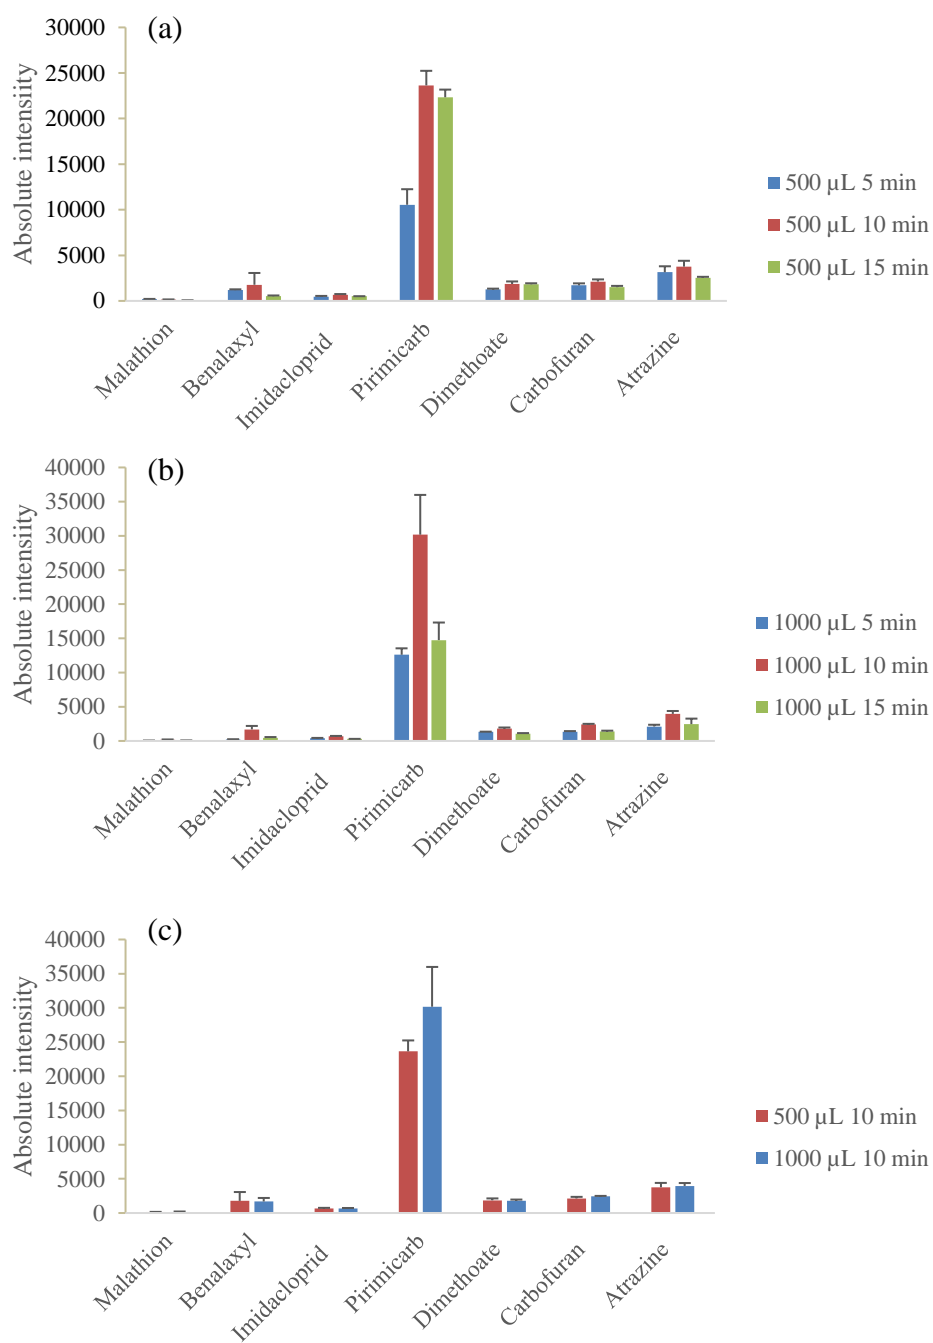 (a)
30000
25000
20000
15000
10000
5000
0
Absolute intensiity
Malathion
Benalaxyl
Imidacloprid
Pirimicarb
Dimethoate
Carbofuran
Atrazine
500 µL 5 min
500 µL 10 min
500 µL 15 min
(b)
40000
35000
30000
25000
20000
15000
10000
5000
0
Absolute intensiity
Malathion
Benalaxyl
Imidacloprid
Pirimicarb
Dimethoate
Carbofuran
Atrazine
1000 µL 5 min
1000 µL 10 min
1000 µL 15 min
(c)
40000
35000
30000
25000
20000
15000
10000
5000
0
Absolute intensiity
Malathion
Benalaxyl
Imidacloprid
Pirimicarb
Dimethoate
Carbofuran
Atrazine
500 µL 10 min
1000 µL 10 min